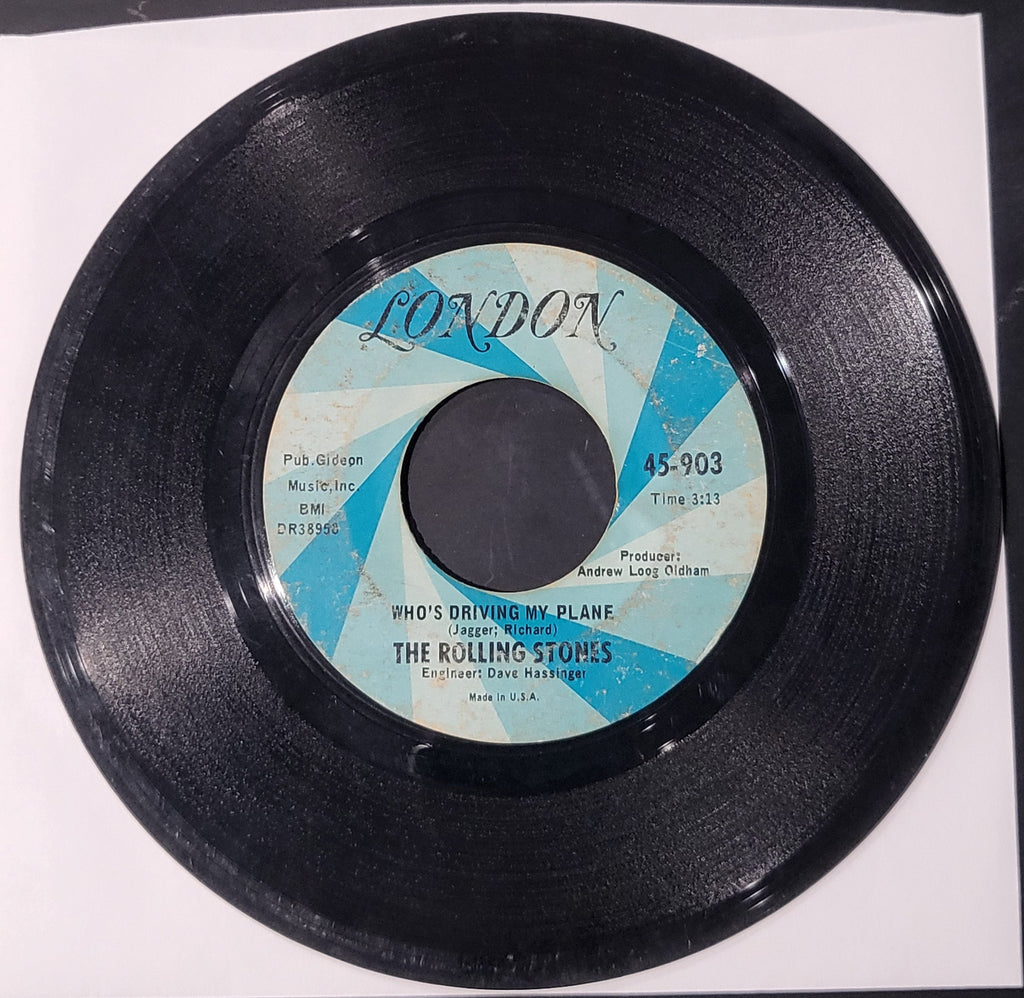 LONDON
Pub.Gideon
Music,Inc.
BMI
DR38958
45-903
Time 3:13
Producer:
Andrew Loog Oldham
WHO'S DRIVING MY PLANE
(Jagger; Richard)
THE ROLLING STONES
Engineer: Dave Hassinger
Made in U.S.A.